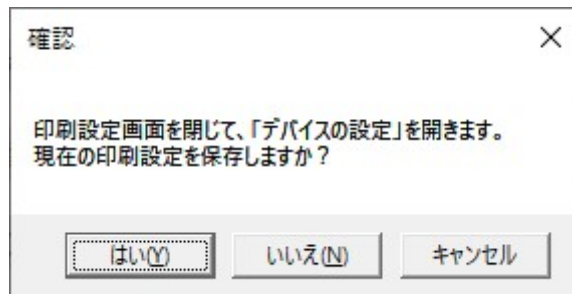 確認
印刷設定画面を閉じて、「デバイスの設定」を開きます。
現在の印刷設定を保存しますか？
はい(Y)
いいえ(N)
キャンセル